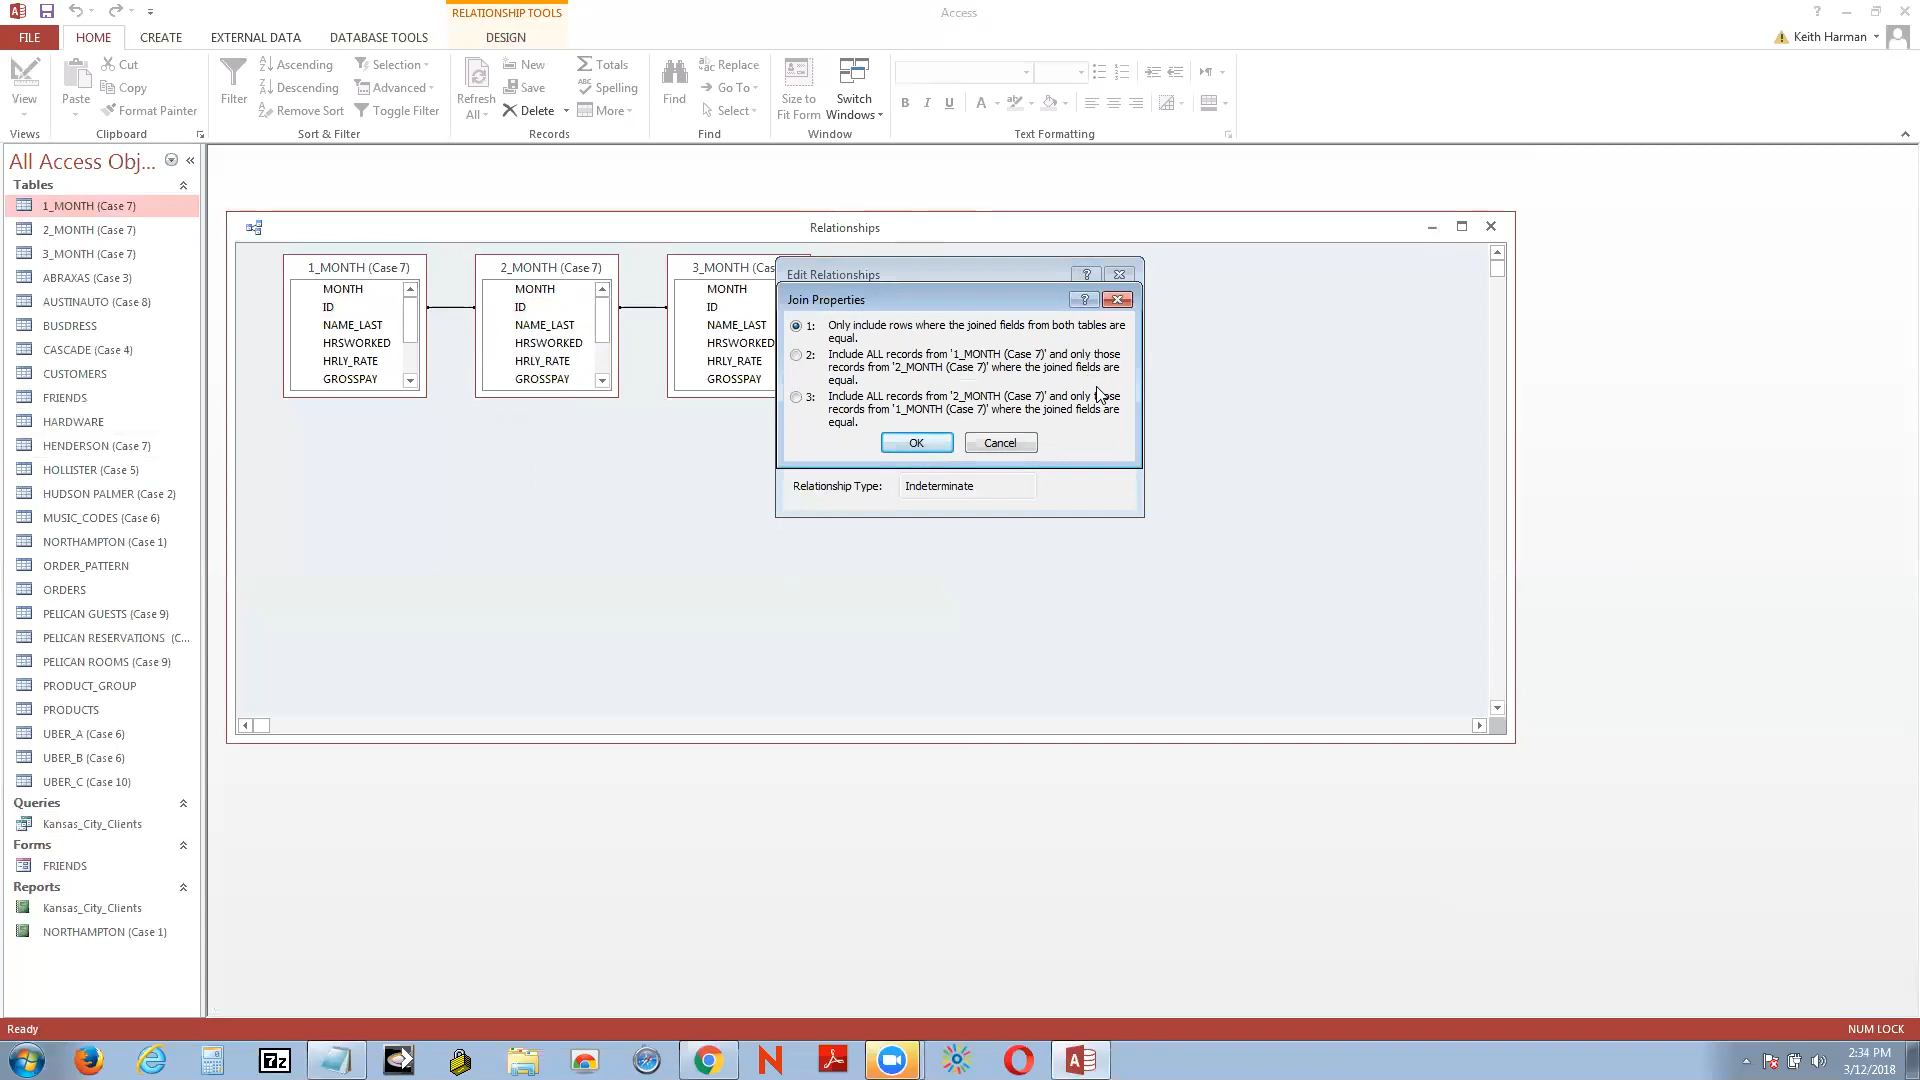 RELATIONSHIP TOOLS
Access
FILE
HOME
CREATE
EXTERNAL DATA
DATABASE TOOLS
DESIGN
Keith Harman
View
Paste
Cut
Copy
Format Painter
Filter
Ascending
Descending
Remove Sort
Selection
Advanced
Toggle Filter
Refresh
All
New
Save
Delete
Totals
Spelling
More
Find
Replace
Go To
Select
Size to
Fit Form
Switch
Windows
B I U A
Views
Clipboard
Sort & Filter
Records
Find
Window
Text Formatting
All Access Obj...
Tables
1_MONTH (Case 7)
2_MONTH (Case 7)
3_MONTH (Case 7)
ABRAXAS (Case 3)
AUSTINAUTO (Case 8)
BUSDRESS
CASCADE (Case 4)
CUSTOMERS
FRIENDS
HARDWARE
HENDERSON (Case 7)
HOLLISTER (Case 5)
HUDSON PALMER (Case 2)
MUSIC_CODES (Case 6)
NORTHAMPTON (Case 1)
ORDER_PATTERN
ORDERS
PELICAN GUESTS (Case 9)
PELICAN RESERVATIONS (C...
PELICAN ROOMS (Case 9)
PRODUCT_GROUP
PRODUCTS
UBER_A (Case 6)
UBER_B (Case 6)
UBER_C (Case 10)
Queries
Kansas_City_Clients
Forms
FRIENDS
Reports
Kansas_City_Clients
NORTHAMPTON (Case 1)
Relationships
1_MONTH (Case 7)
MONTH
ID
NAME_LAST
HRSWORKED
HRLY_RATE
GROSSPAY
2_MONTH (Case 7)
MONTH
ID
NAME_LAST
HRSWORKED
HRLY_RATE
GROSSPAY
3_MONTH (Cas
MONTH
ID
NAME_LAST
HRSWORKED
HRLY_RATE
GROSSPAY
Edit Relationships
Join Properties
1: Only include rows where the joined fields from both tables are
equal.
2: Include ALL records from '1_MONTH (Case 7)' and only those
records from '2_MONTH (Case 7)' where the joined fields are
equal.
3: Include ALL records from '2_MONTH (Case 7)' and only those
records from '1_MONTH (Case 7)' where the joined fields are
equal.
OK
Cancel
Relationship Type: Indeterminate
Ready
NUM LOCK
7z
2:34 PM
3/12/2018